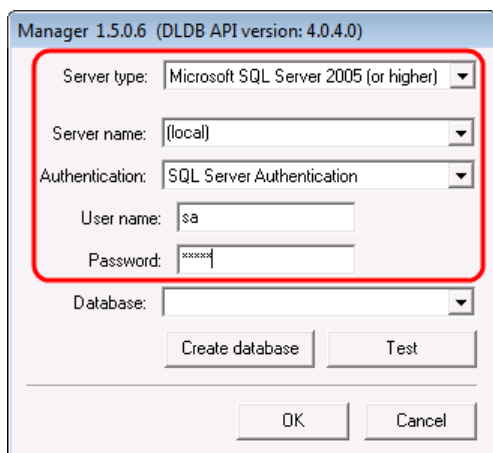 Manager 1.5.0.6 (DLDB API version: 4.0.4.0)
Server type: Microsoft SQL Server 2005 (or higher)
Server name: (local)
Authentication: SQL Server Authentication
User name: sa
Password: xxxxx
Database:
Create database Test
OK Cancel